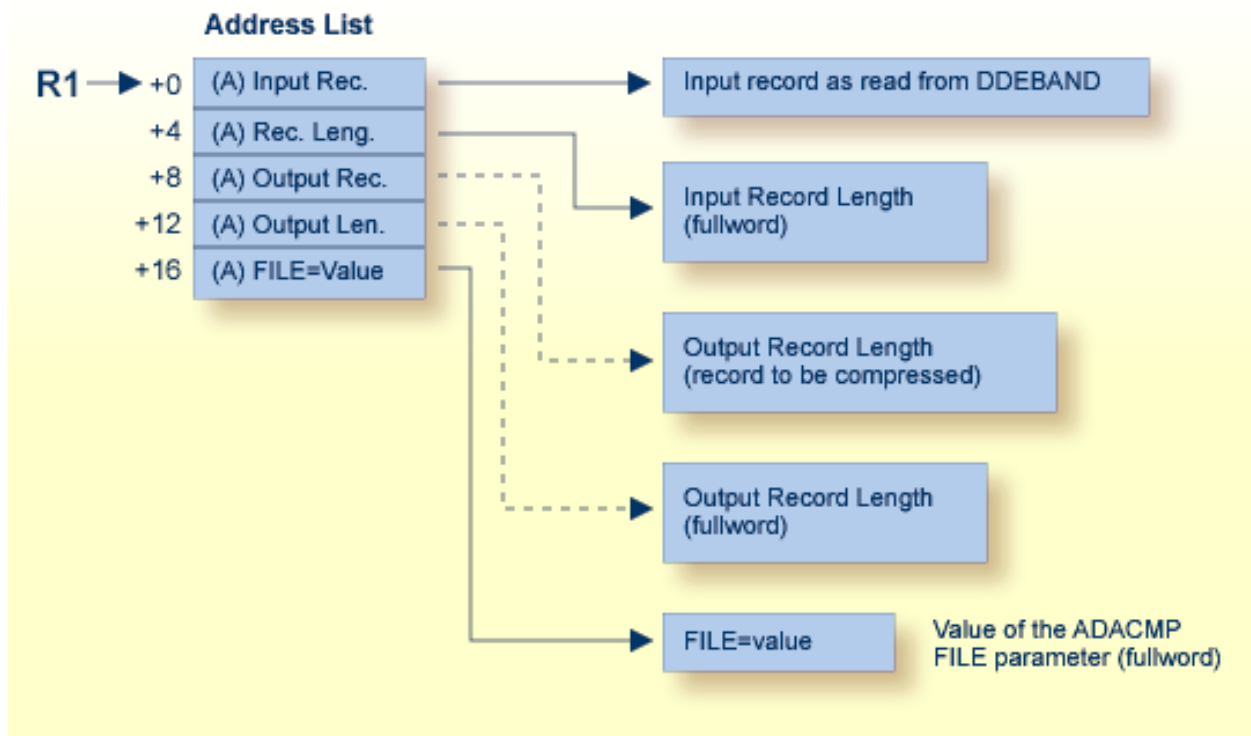 Address List
R1
+0
(A) Input Rec.
Input record as read from DDEBAND
+4
(A) Rec. Leng.
+8
(A) Output Rec.
Input Record Length
(fullword)
+12
(A) Output Len.
+16
(A) FILE=Value
Output Record Length
(record to be compressed)
Output Record Length
(fullword)
FILE=value
Value of the ADACMP
FILE parameter (fullword)